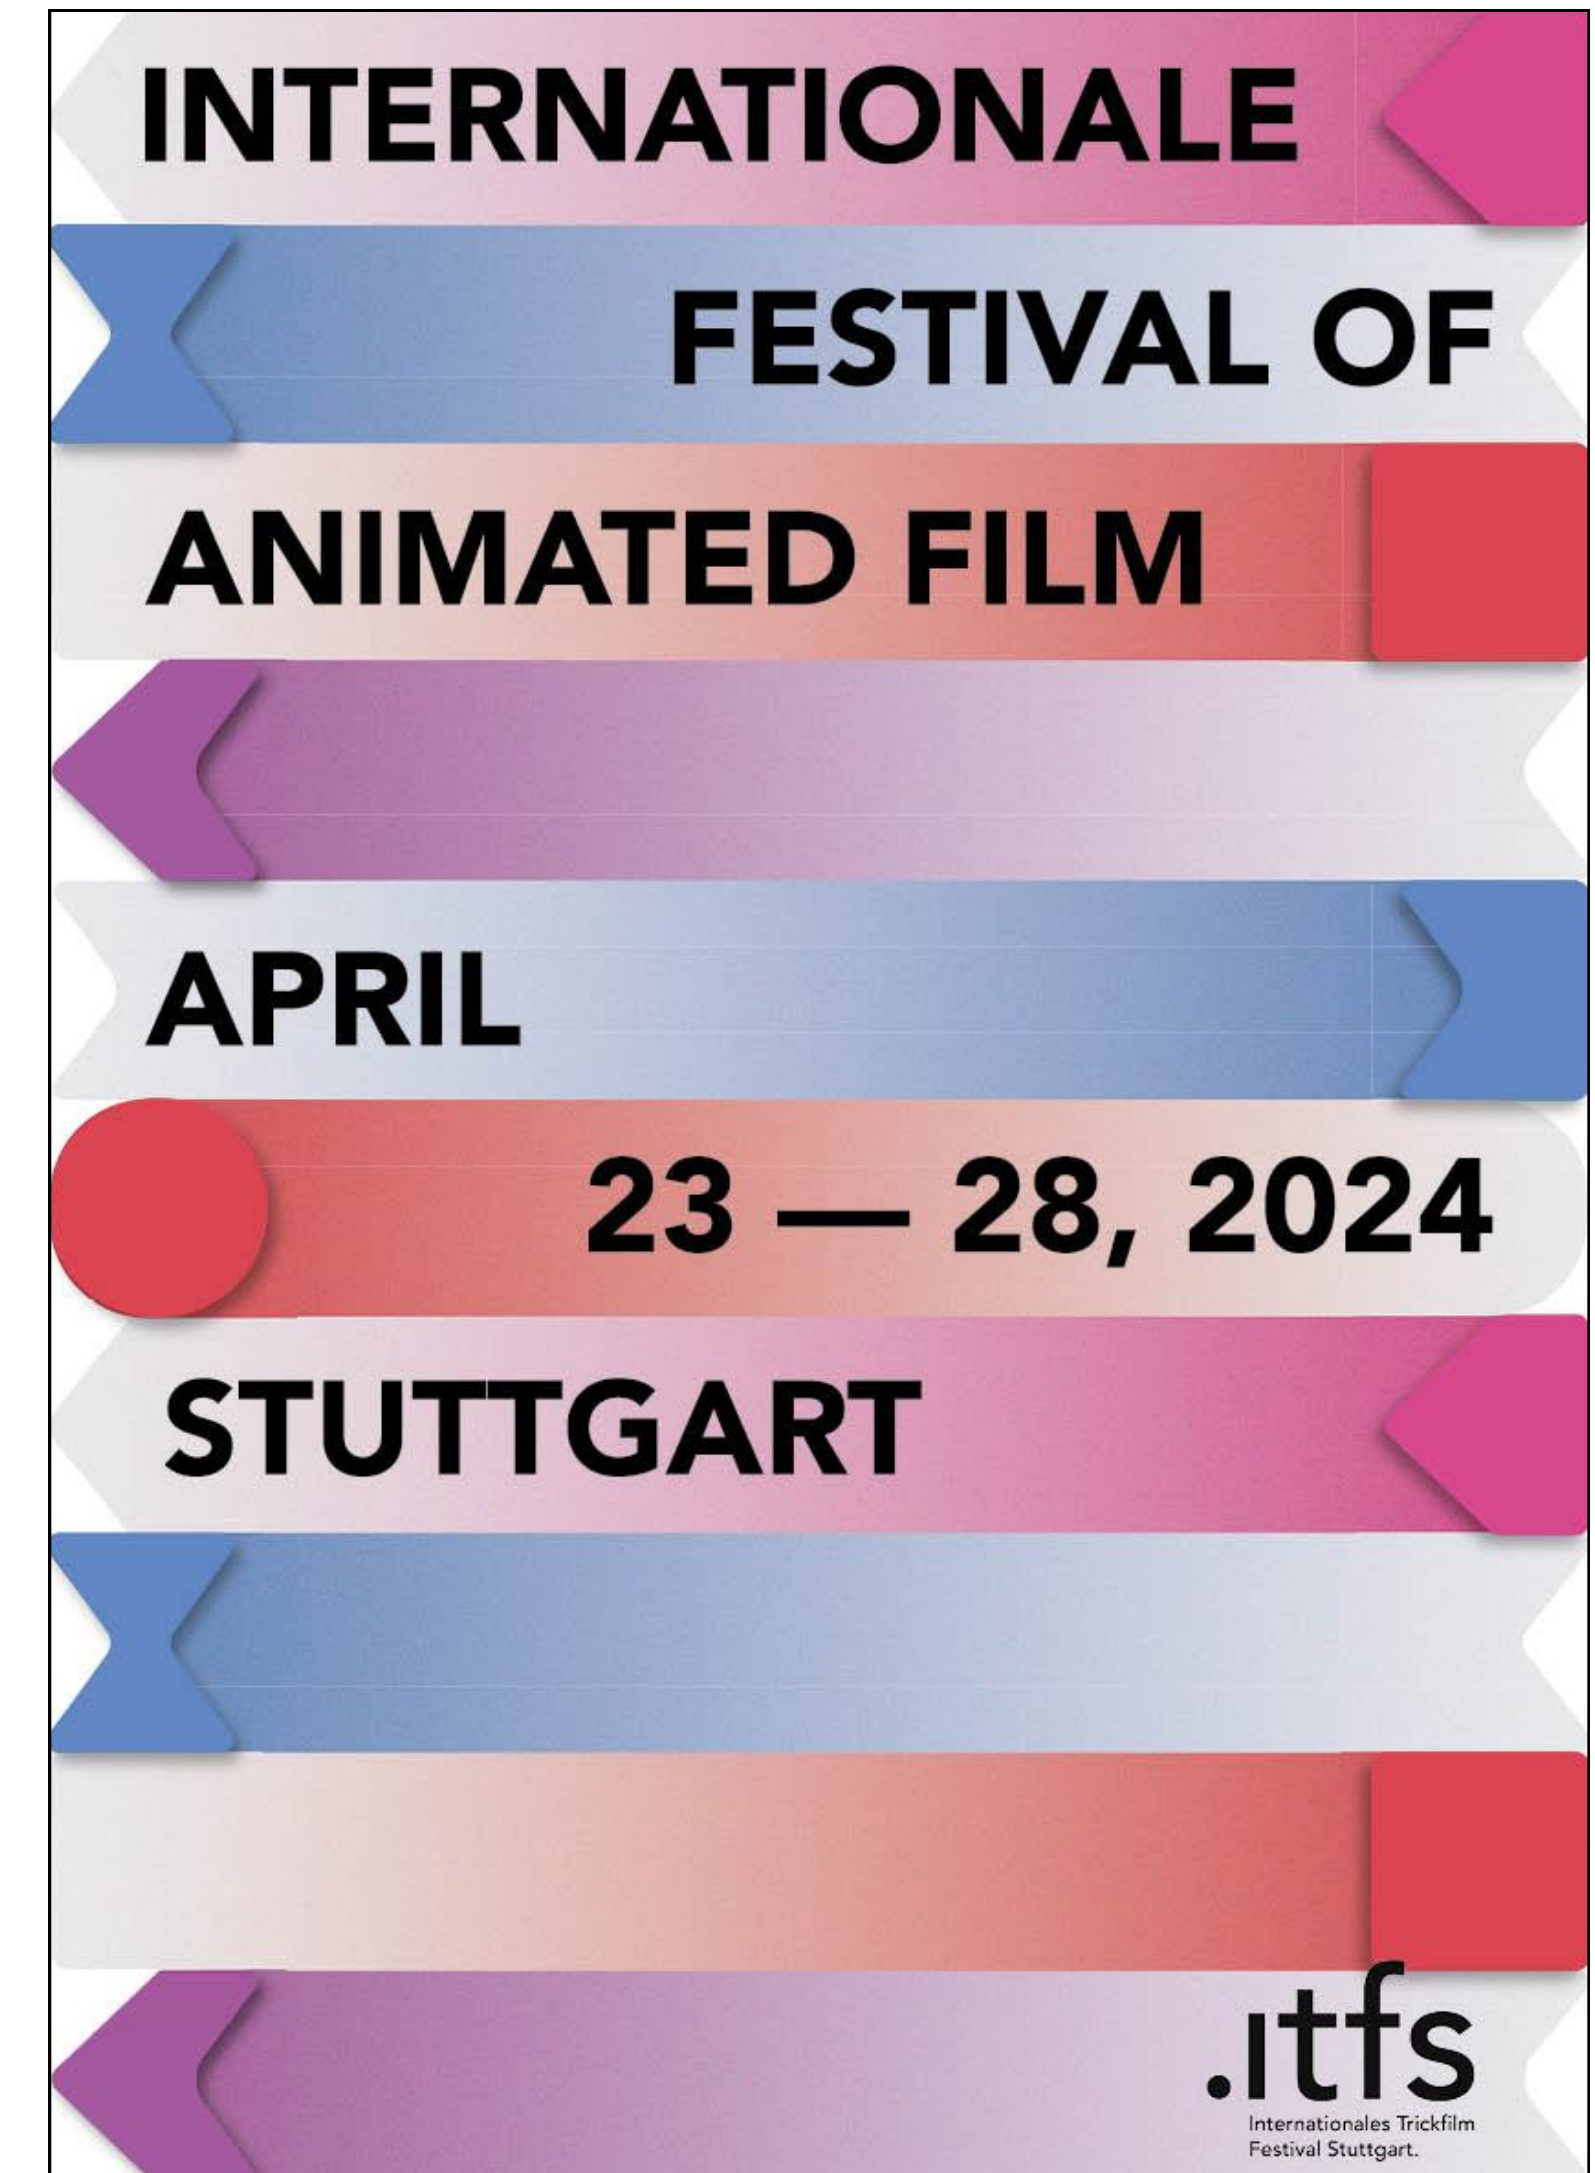 INTERNATIONALE
FESTIVAL OF
ANIMATED FILM
APRIL
23 — 28, 2024
STUTTGART
.itfs
Internationales Trickfilm
Festival Stuttgart.